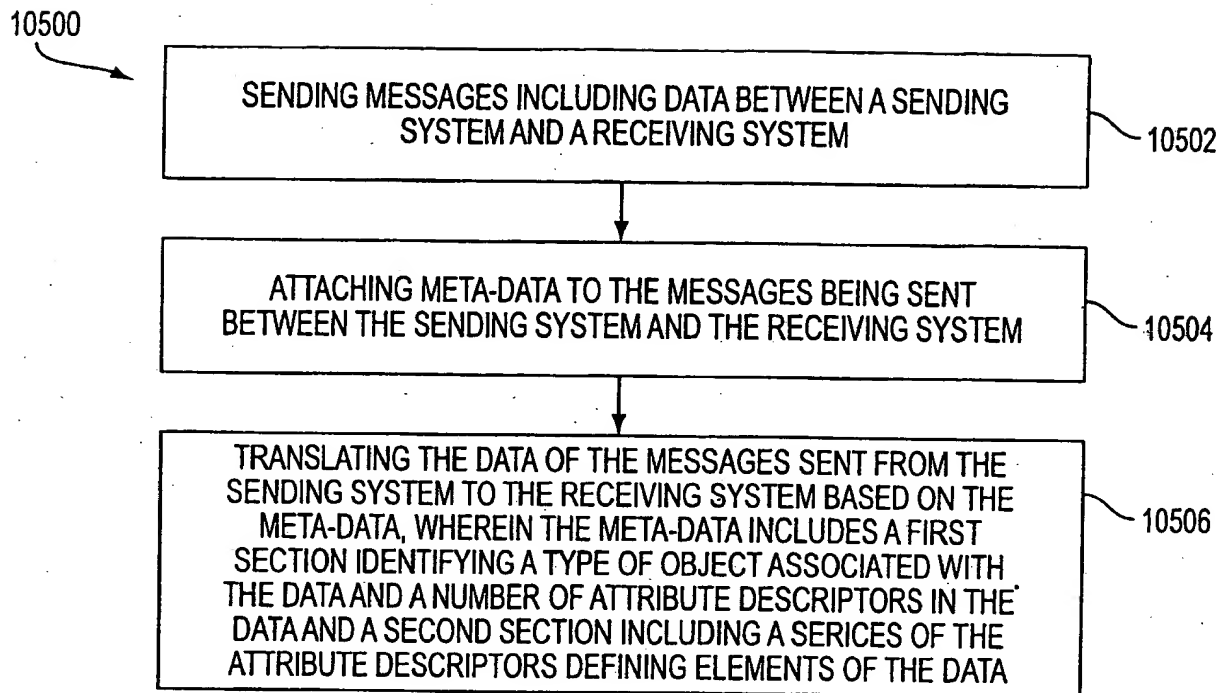 10500
SENDING MESSAGES INCLUDING DATA BETWEEN A SENDING
SYSTEM AND A RECEIVING SYSTEM
10502
ATTACHING META-DATA TO THE MESSAGES BEING SENT
BETWEEN THE SENDING SYSTEM AND THE RECEIVING SYSTEM
10504
TRANSLATING THE DATA OF THE MESSAGES SENT FROM THE
SENDING SYSTEM TO THE RECEIVING SYSTEM BASED ON THE
META-DATA, WHEREIN THE META-DATA INCLUDES A FIRST
SECTION IDENTIFYING A TYPE OF OBJECT ASSOCIATED WITH
THE DATA AND A NUMBER OF ATTRIBUTE DESCRIPTORS IN THE
DATA AND A SECOND SECTION INCLUDING A SERICES OF THE
ATTRIBUTE DESCRIPTORS DEFINING ELEMENTS OF THE DATA
10506